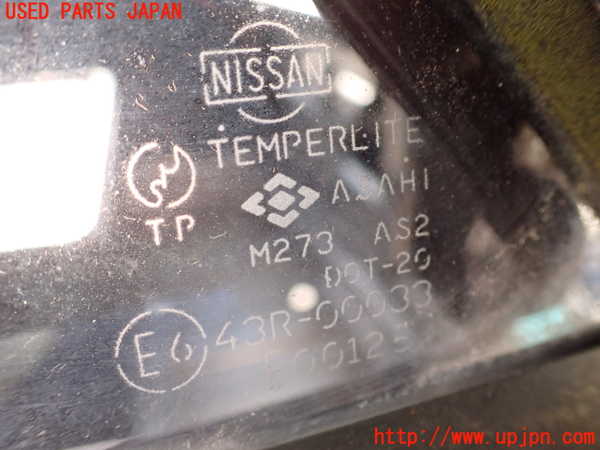 USED PARTS JAPAN
NISSAN
TEMPERLITE
TP
ASAHI
M273 AS2
DOT-20
E6 43R-00033
http://www.upjpn.com/